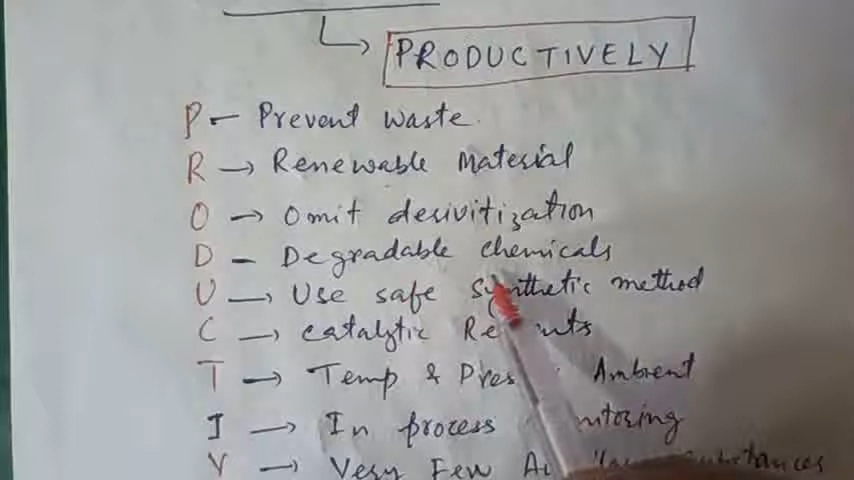 PRODUCTIVELY
P — Prevent waste.
R → Renewable Material
O → Omit derivitization
D — Degradable chemicals
U → Use safe Synthetic method
C → Catalytic
T → Temp & Ambient
I → In process
V → Very Few